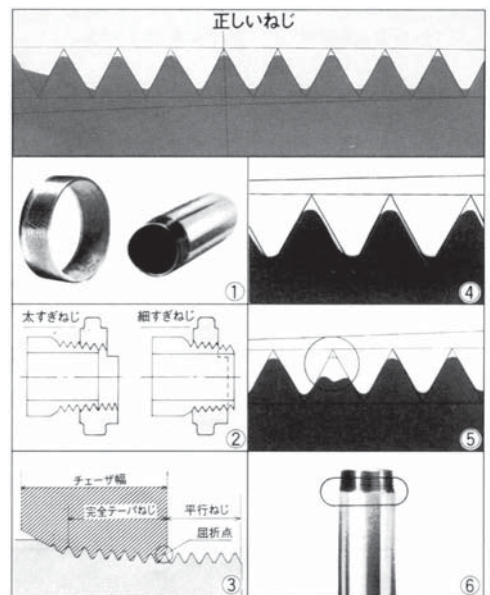 正しいねじ
①
④
太すぎねじ 細すぎねじ
②
⑤
チェーザ幅
完全テーパねじ 平行ねじ
屈折点
③
⑥